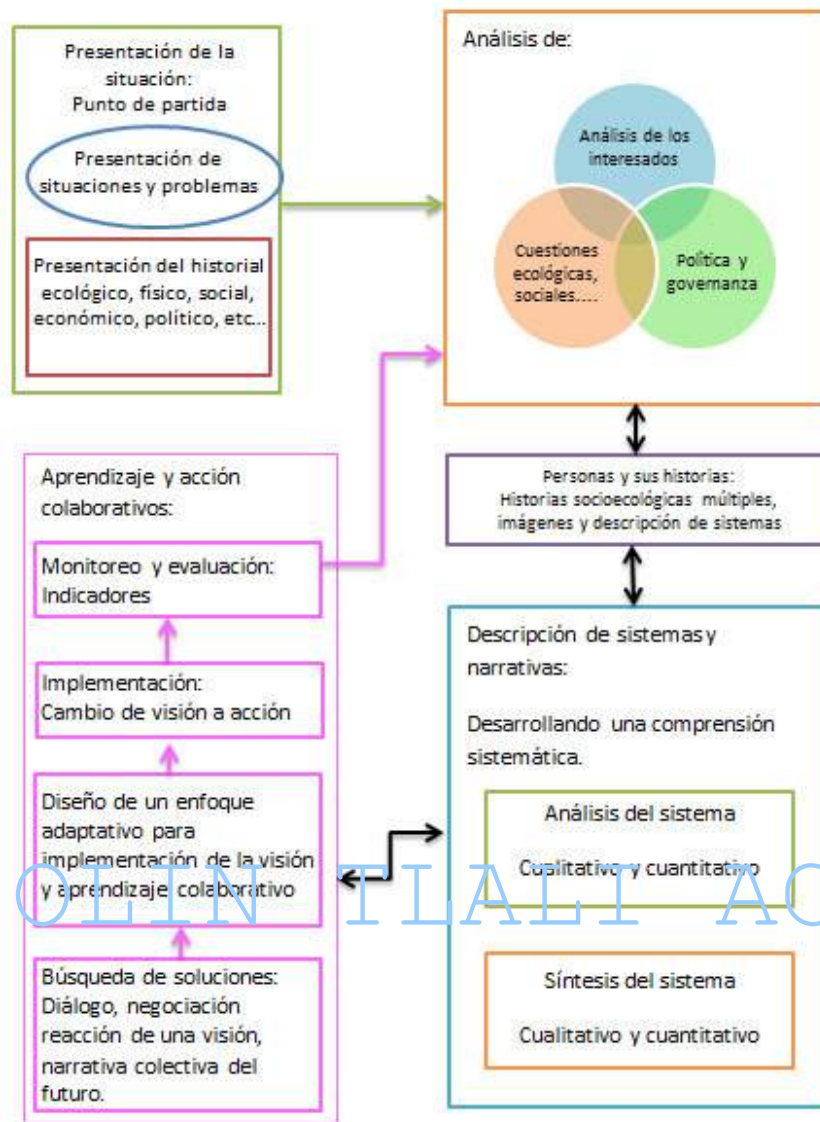 Presentación de la
situación:
Punto de partida
Presentación de
situaciones y problemas
Presentación del historial
ecológico, físico, social,
económico, político, etc...
Análisis de:
Análisis de los
interesados
Cuestiones
ecológicas,
sociales....
Política y
governanza
Personas y sus historias:
Historias socioecológicas múltiples,
imágenes y descripción de sistemas
Aprendizaje y acción
colaborativos:
Monitoreo y evaluación:
Indicadores
Implementación:
Cambio de visión a acción
Diseño de un enfoque
adaptativo para
implementación de la visión
y aprendizaje colaborativo
Búsqueda de soluciones:
Diálogo, negociación
reacción de una visión,
narrativa colectiva del
futuro.
Descripción de sistemas y
narrativas:
Desarrollando una comprensión
sistemática.
Análisis del sistema
Cualitativo y cuantitativo
Síntesis del sistema
Cualitativo y cuantitativo
OLIN TLALI AC